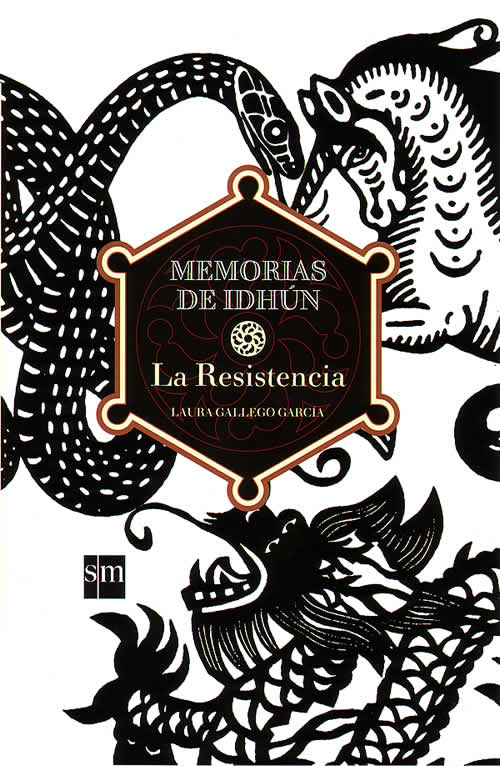 MEMORIAS
DE IDHÚN
La Resistencia
LAURA GALLEGO GARCÍA
sm